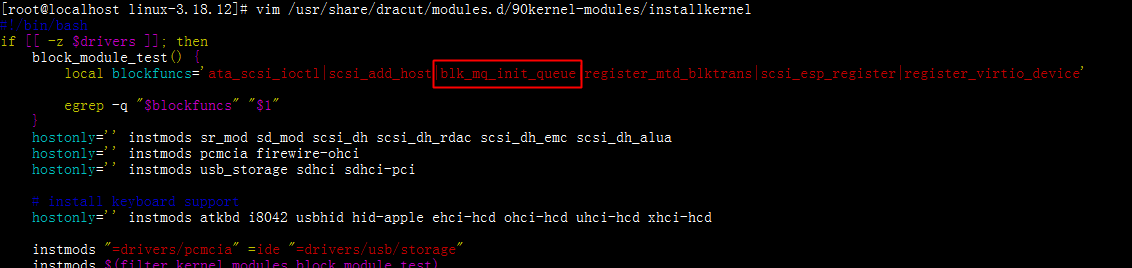 [root@localhost linux-3.18.12]# vim /usr/share/dracut/modules.d/90kernel-modules/installkernel
#!/bin/bash
if [[ -z $drivers ]]; then
    block_module_test() {
        local blockfuncs='ata_scsi_ioctl|scsi_add_host|blk_mq_init_queue|register_mtd_blktrans|scsi_esp_register|register_virtio_device'

        egrep -q "$blockfuncs" "$1"
    }
    hostonly='' instmods sr_mod sd_mod scsi_dh scsi_dh_rdac scsi_dh_emc scsi_dh_alua
    hostonly='' instmods pcmcia firewire-ohci
    hostonly='' instmods usb_storage sdhci sdhci-pci

    # install keyboard support
    hostonly='' instmods atkbd i8042 usbhid hid-apple ehci-hcd ohci-hcd uhci-hcd xhci-hcd

    instmods "=drivers/pcmcia" =ide "=drivers/usb/storage"
    instmods $(filter_kernel_modules block_module_test)